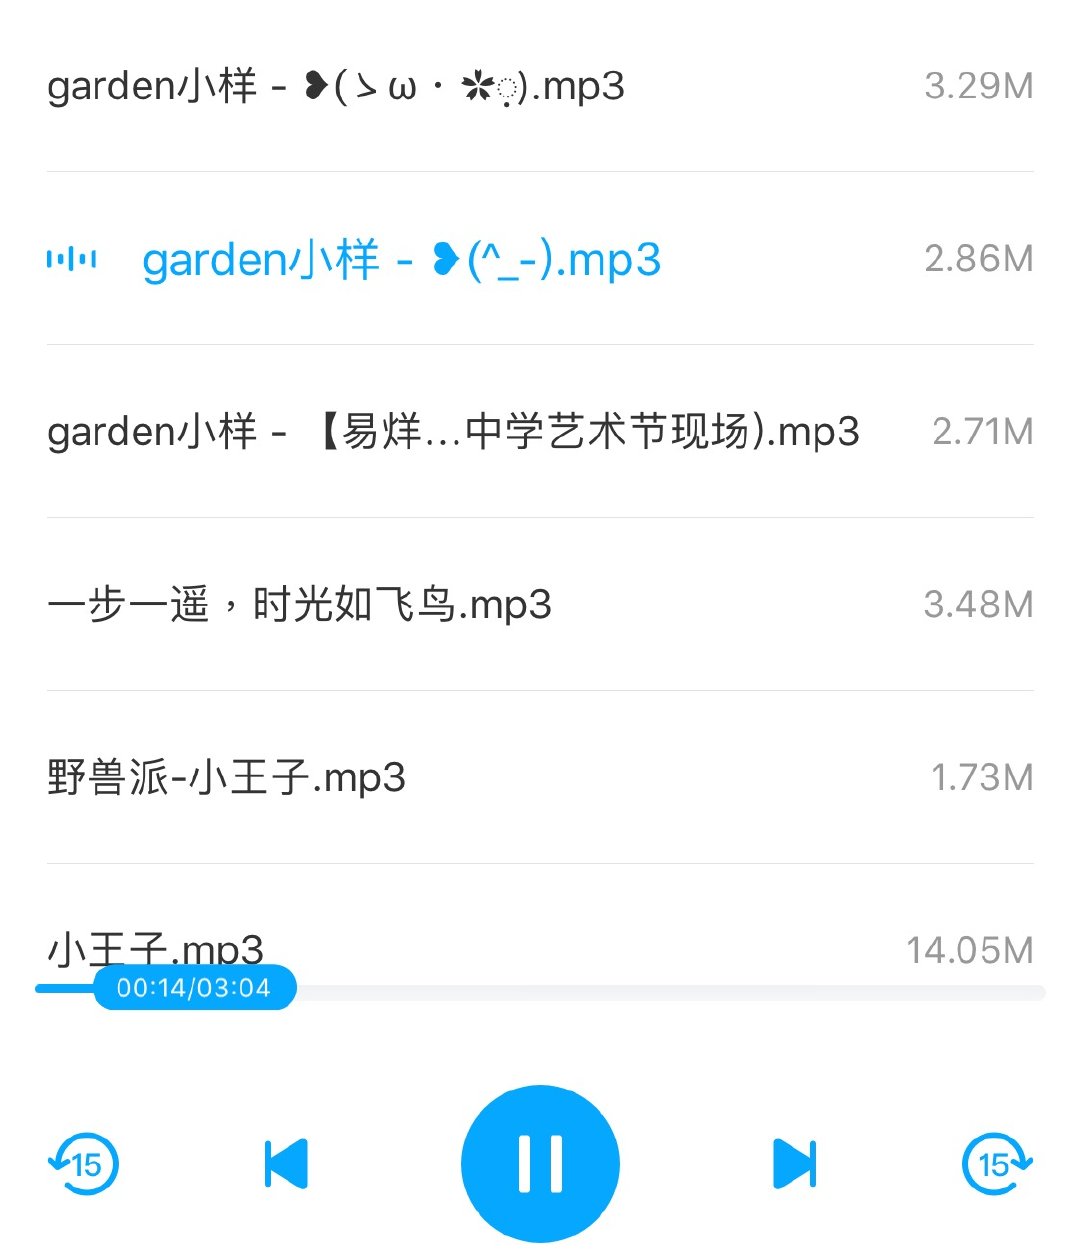 garden小样 - ❥(ゝω・✿ฺ).mp3 3.29M
garden小样 - ❥(^_-).mp3 2.86M
garden小样 - 【易烊...中学艺术节现场).mp3 2.71M
一步一遥，时光如飞鸟.mp3 3.48M
野兽派-小王子.mp3 1.73M
小王子.mp3 14.05M
00:14/03:04
15 15